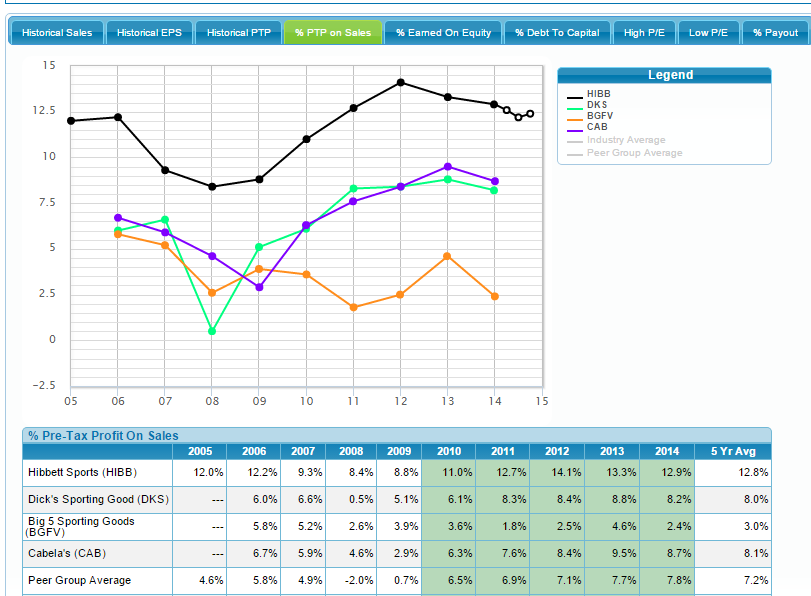 Historical Sales Historical EPS Historical PTP % PTP on Sales % Earned On Equity % Debt To Capital High P/E Low P/E % Payout
Legend
HIBB
DKS
BGFV
CAB
Industry Average
Peer Group Average
15
12.5
10
7.5
5
2.5
0
−2.5
05 06 07 08 09 10 11 12 13 14 15
% Pre-Tax Profit On Sales
2005 2006 2007 2008 2009 2010 2011 2012 2013 2014 5 Yr Avg
Hibbett Sports (HIBB) 12.0% 12.2% 9.3% 8.4% 8.8% 11.0% 12.7% 14.1% 13.3% 12.9% 12.8%
Dick's Sporting Good (DKS) --- 6.0% 6.6% 0.5% 5.1% 6.1% 8.3% 8.4% 8.8% 8.2% 8.0%
Big 5 Sporting Goods
(BGFV) --- 5.8% 5.2% 2.6% 3.9% 3.6% 1.8% 2.5% 4.6% 2.4% 3.0%
Cabela's (CAB) --- 6.7% 5.9% 4.6% 2.9% 6.3% 7.6% 8.4% 9.5% 8.7% 8.1%
Peer Group Average 4.6% 5.8% 4.9% -2.0% 0.7% 6.5% 6.9% 7.1% 7.7% 7.8% 7.2%